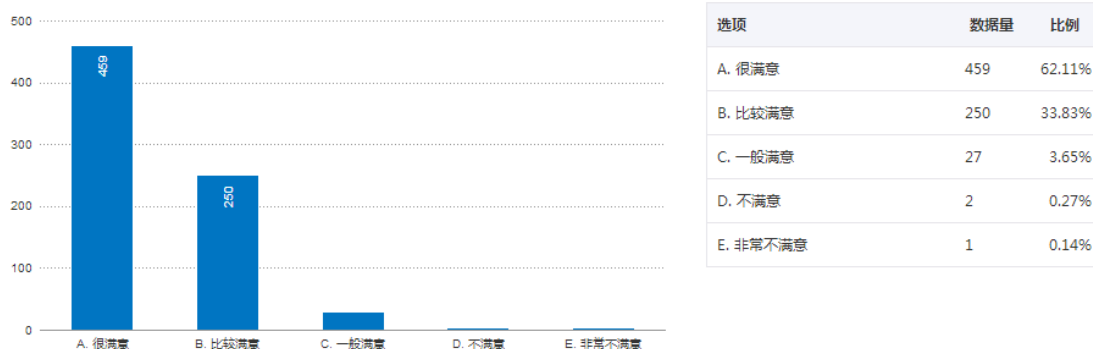 500
400
300
200
100
0
459
250
A. 很满意 B. 比较满意 C. 一般满意 D. 不满意 E. 非常不满意
选项 数据量 比例
A. 很满意 459 62.11%
B. 比较满意 250 33.83%
C. 一般满意 27 3.65%
D. 不满意 2 0.27%
E. 非常不满意 1 0.14%